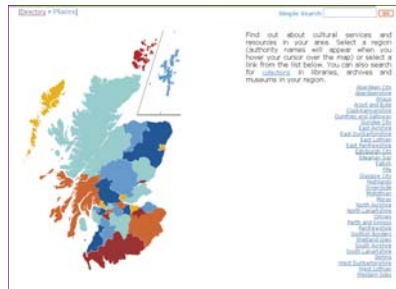 [Directory • Places]
Simple Search
GO
Find out about cultural services and
resources in your area. Select a region
(authority names will appear when you
hover your cursor over the map) or select a
link from the list below. You can also search
for collections in libraries, archives and
museums in your region.
Aberdeen City
Aberdeenshire
Angus
Argyll and Bute
Clackmannanshire
Dumfries and Galloway
Dundee City
East Ayrshire
East Dunbartonshire
East Lothian
East Renfrewshire
Edinburgh City
Eilean Siar
Falkirk
Fife
Glasgow City
Highlands
Inverclyde
Midlothian
Moray
North Ayrshire
North Lanarkshire
Orkney
Perth and Kinross
Renfrewshire
Scottish Borders
Shetland Isles
South Ayrshire
South Lanarkshire
Stirling
West Dunbartonshire
West Lothian
Western Isles